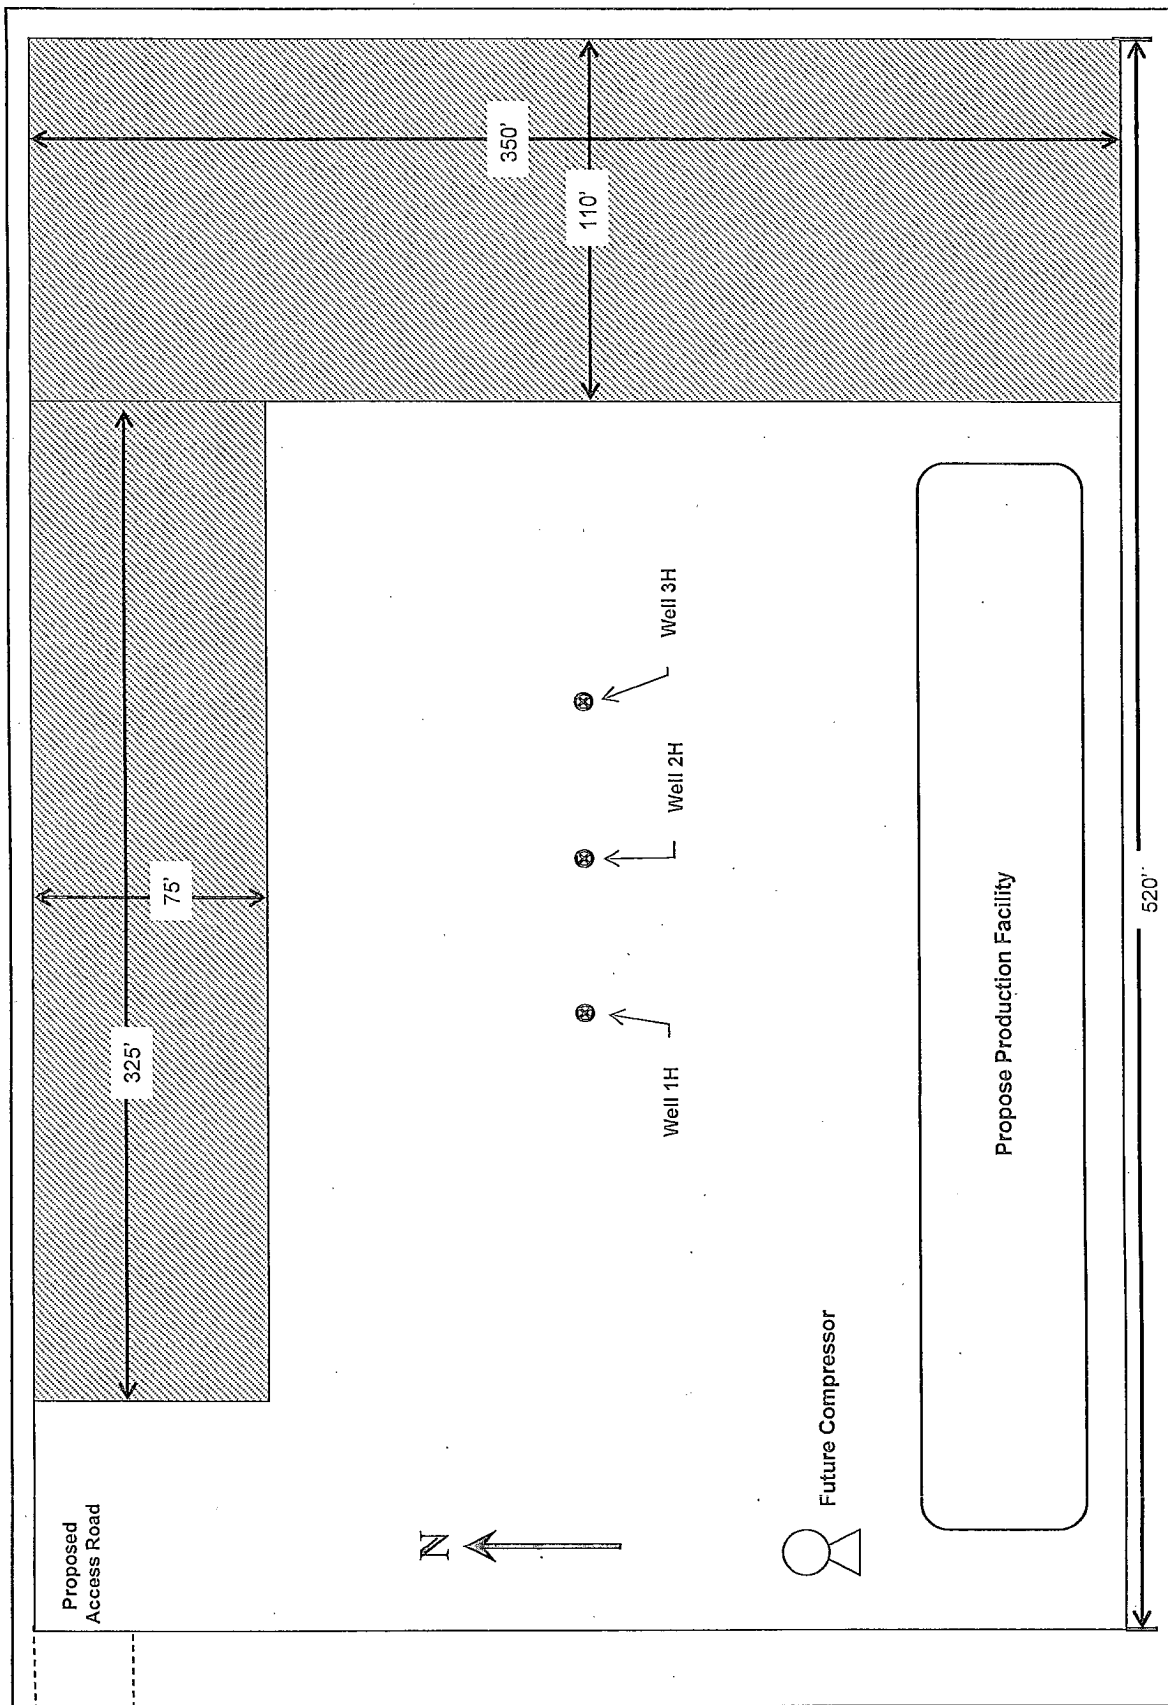 Proposed
Access Road
325'
75'
350'
110'
N
Well 1H
Well 2H
Well 3H
Future Compressor
Propose Production Facility
520''